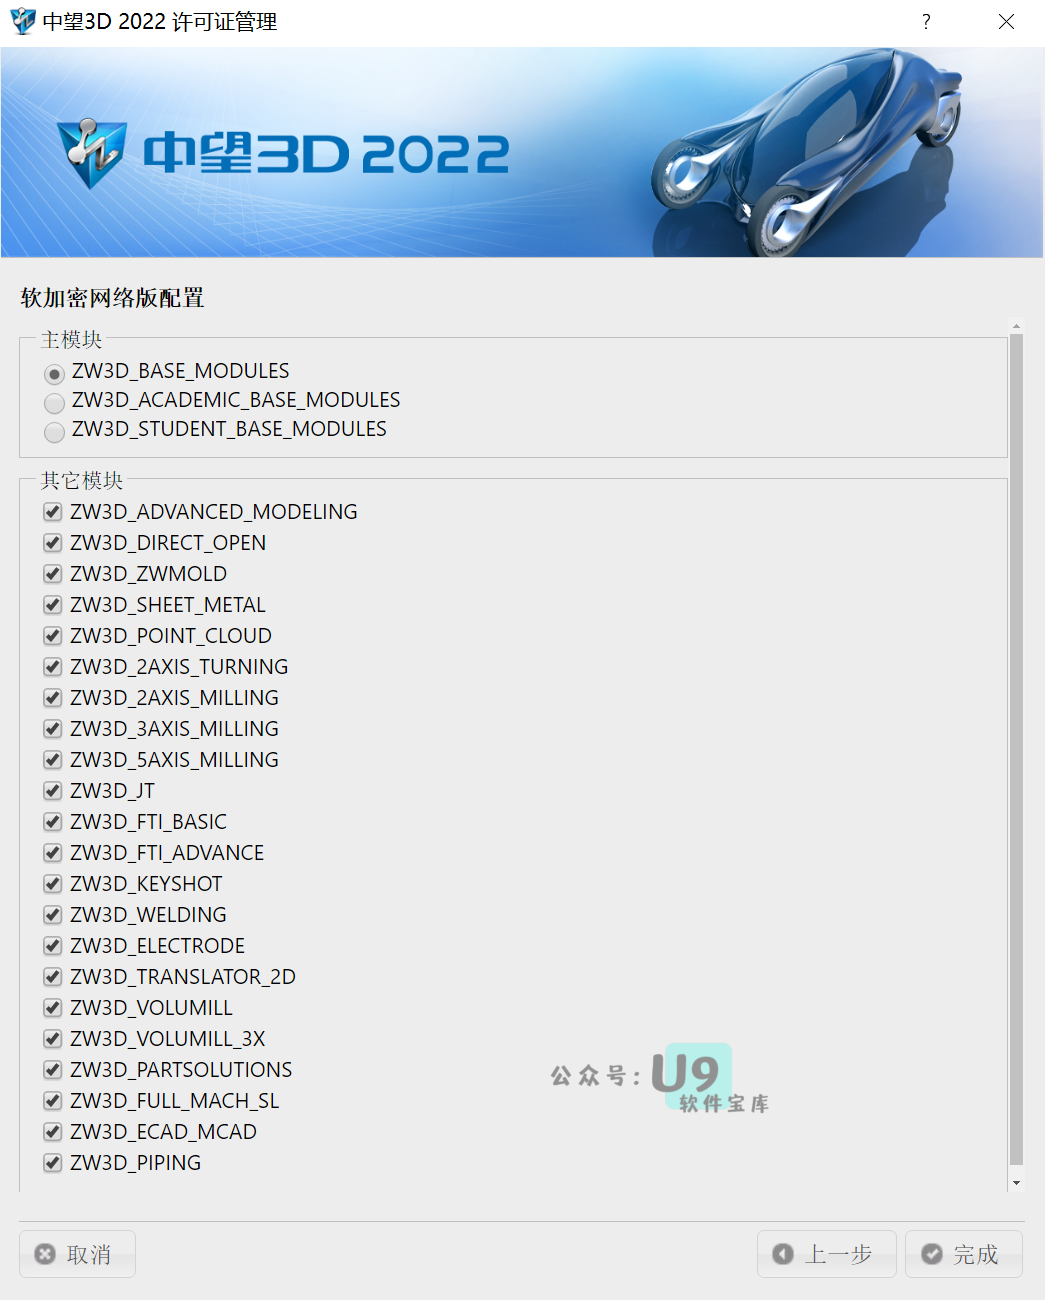 中望3D 2022 许可证管理
?
中望3D 2022
软加密网络版配置
主模块
ZW3D_BASE_MODULES
ZW3D_ACADEMIC_BASE_MODULES
ZW3D_STUDENT_BASE_MODULES
其它模块
ZW3D_ADVANCED_MODELING
ZW3D_DIRECT_OPEN
ZW3D_ZWMOLD
ZW3D_SHEET_METAL
ZW3D_POINT_CLOUD
ZW3D_2AXIS_TURNING
ZW3D_2AXIS_MILLING
ZW3D_3AXIS_MILLING
ZW3D_5AXIS_MILLING
ZW3D_JT
ZW3D_FTI_BASIC
ZW3D_FTI_ADVANCE
ZW3D_KEYSHOT
ZW3D_WELDING
ZW3D_ELECTRODE
ZW3D_TRANSLATOR_2D
ZW3D_VOLUMILL
ZW3D_VOLUMILL_3X
ZW3D_PARTSOLUTIONS
ZW3D_FULL_MACH_SL
ZW3D_ECAD_MCAD
ZW3D_PIPING
公众号：U9
软件宝库
取消
上一步
完成